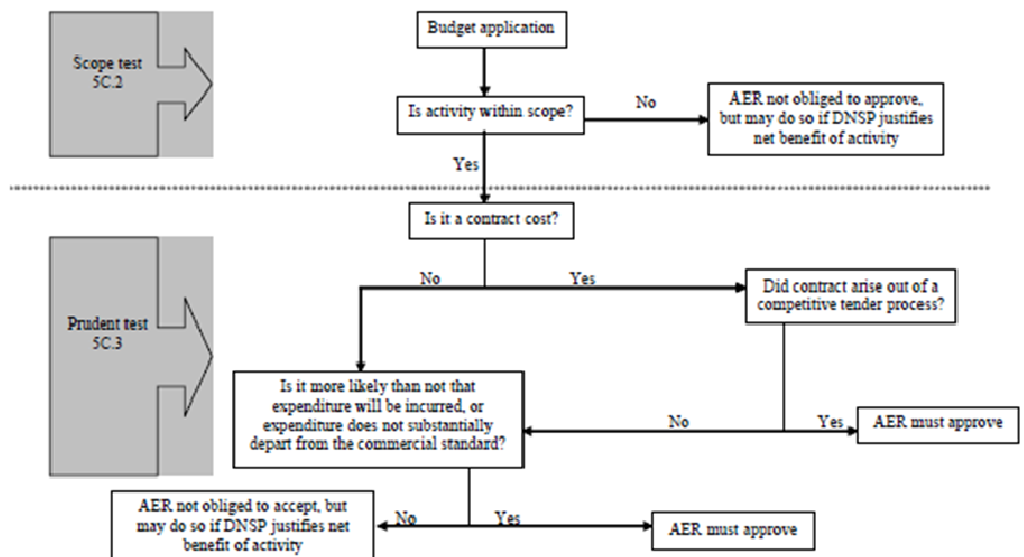 Budget application
Scope test
5C.2
Is activity within scope?
No
AER not obliged to approve,
but may do so if DNSP justifies
net benefit of activity
Yes
Is it a contract cost?
Prudent test
5C.3
No
Yes
Did contract arise out of a
competitive tender process?
Is it more likely than not that
expenditure will be incurred, or
expenditure does not substantially
depart from the commercial standard?
No
Yes
AER must approve
AER not obliged to accept, but
may do so if DNSP justifies net
benefit of activity
No
Yes
AER must approve